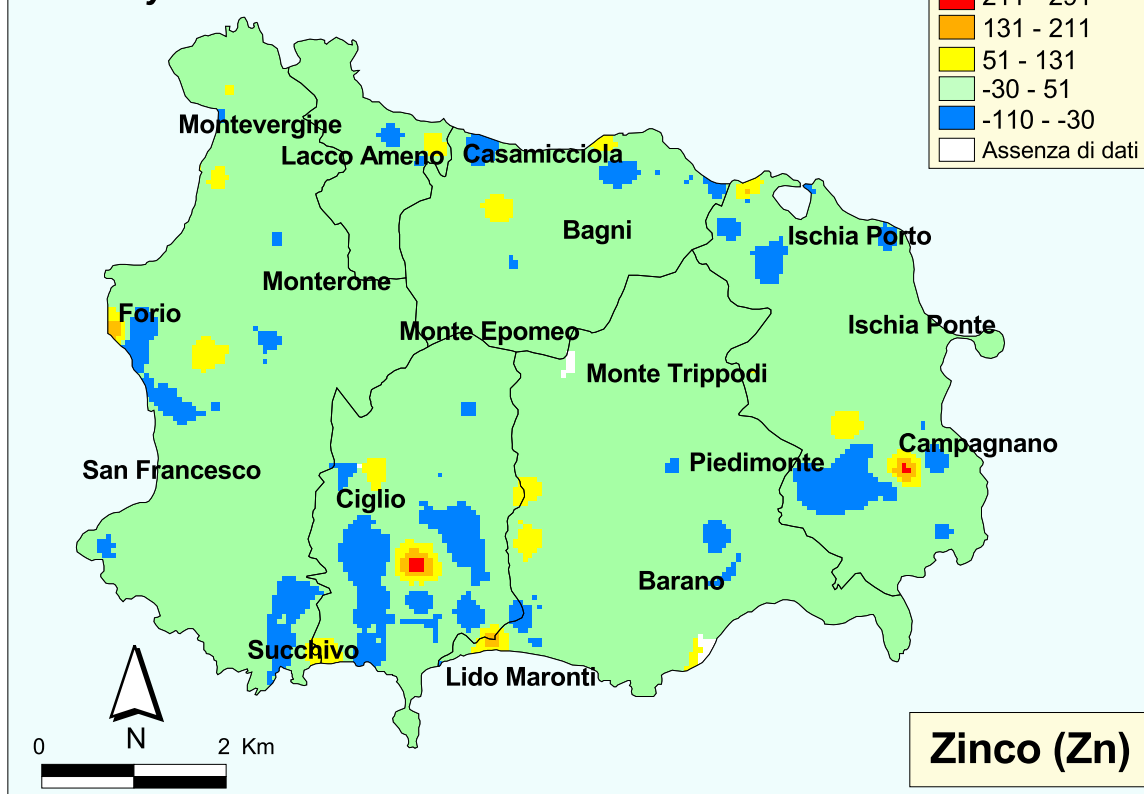 211 - 291
131 - 211
51 - 131
-30 - 51
-110 - -30
Assenza di dati
Montevergine
Lacco Ameno
Casamicciola
Bagni
Ischia Porto
Monterone
Forio
Monte Epomeo
Ischia Ponte
Monte Trippodi
Campagnano
San Francesco
Piedimonte
Ciglio
Barano
Succhivo
Lido Maronti
N
0 2 Km
Zinco (Zn)